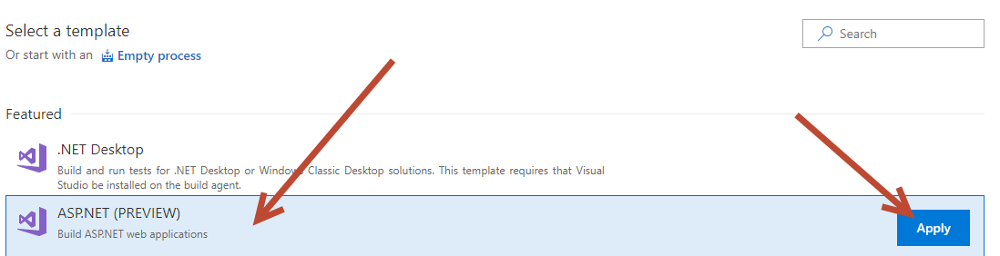 Select a template
Search
Or start with an Empty process
Featured
.NET Desktop
Build and run tests for .NET Desktop or Windows Classic Desktop solutions. This template requires that Visual
Studio be installed on the build agent.
ASP.NET (PREVIEW)
Build ASP.NET web applications
Apply